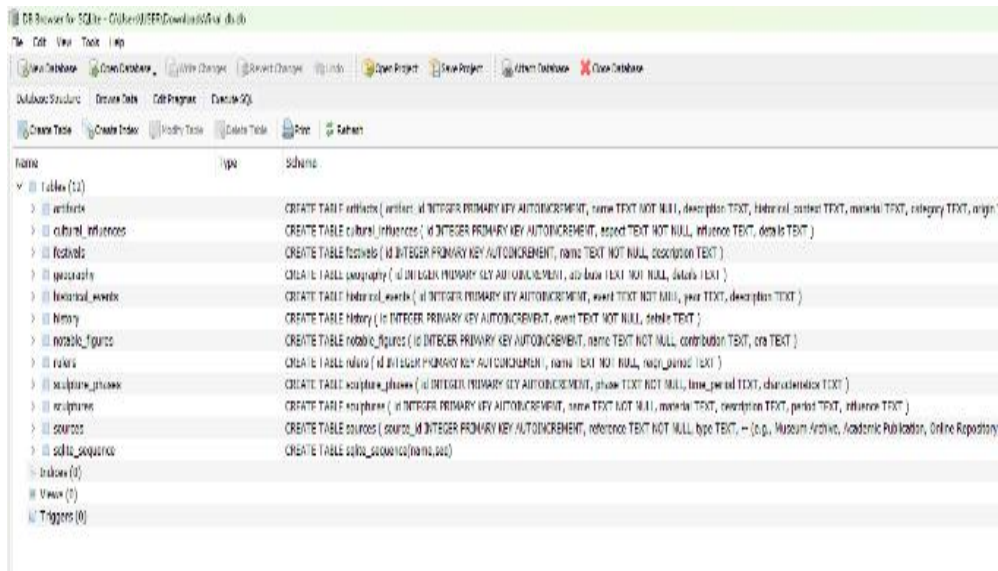 DB Browser for SQLite - C:\Users\USER\Downloads\final_db.db
File Edit View Tools Help
New Database Open Database Write Changes Revert Changes Undo Open Project Save Project Attach Database Close Database
Database Structure Browse Data Edit Pragmas Execute SQL
Create Table Create Index Modify Table Delete Table Print Refresh
Name Type Schema
Tables (12)
artifacts CREATE TABLE artifacts ( artifact_id INTEGER PRIMARY KEY AUTOINCREMENT, name TEXT NOT NULL, description TEXT, historical_context TEXT, material TEXT, category TEXT, origin
cultural_influences CREATE TABLE cultural_influences ( id INTEGER PRIMARY KEY AUTOINCREMENT, aspect TEXT NOT NULL, influence TEXT, details TEXT )
festivals CREATE TABLE festivals ( id INTEGER PRIMARY KEY AUTOINCREMENT, name TEXT NOT NULL, description TEXT )
geography CREATE TABLE geography ( id INTEGER PRIMARY KEY AUTOINCREMENT, attribute TEXT NOT NULL, details TEXT )
historical_events CREATE TABLE historical_events ( id INTEGER PRIMARY KEY AUTOINCREMENT, event TEXT NOT NULL, year TEXT, description TEXT )
history CREATE TABLE history ( id INTEGER PRIMARY KEY AUTOINCREMENT, event TEXT NOT NULL, details TEXT )
notable_figures CREATE TABLE notable_figures ( id INTEGER PRIMARY KEY AUTOINCREMENT, name TEXT NOT NULL, contribution TEXT, era TEXT )
rulers CREATE TABLE rulers ( id INTEGER PRIMARY KEY AUTOINCREMENT, name TEXT NOT NULL, reign_period TEXT )
sculpture_phases CREATE TABLE sculpture_phases ( id INTEGER PRIMARY KEY AUTOINCREMENT, phase TEXT NOT NULL, time_period TEXT, characteristics TEXT )
sculptures CREATE TABLE sculptures ( id INTEGER PRIMARY KEY AUTOINCREMENT, name TEXT NOT NULL, material TEXT, description TEXT, period TEXT, influence TEXT )
sources CREATE TABLE sources ( source_id INTEGER PRIMARY KEY AUTOINCREMENT, reference TEXT NOT NULL, type TEXT, -- (e.g., Museum Archive, Academic Publication, Online Repository
sqlite_sequence CREATE TABLE sqlite_sequence(name,seq)
Indices (0)
Views (0)
Triggers (0)